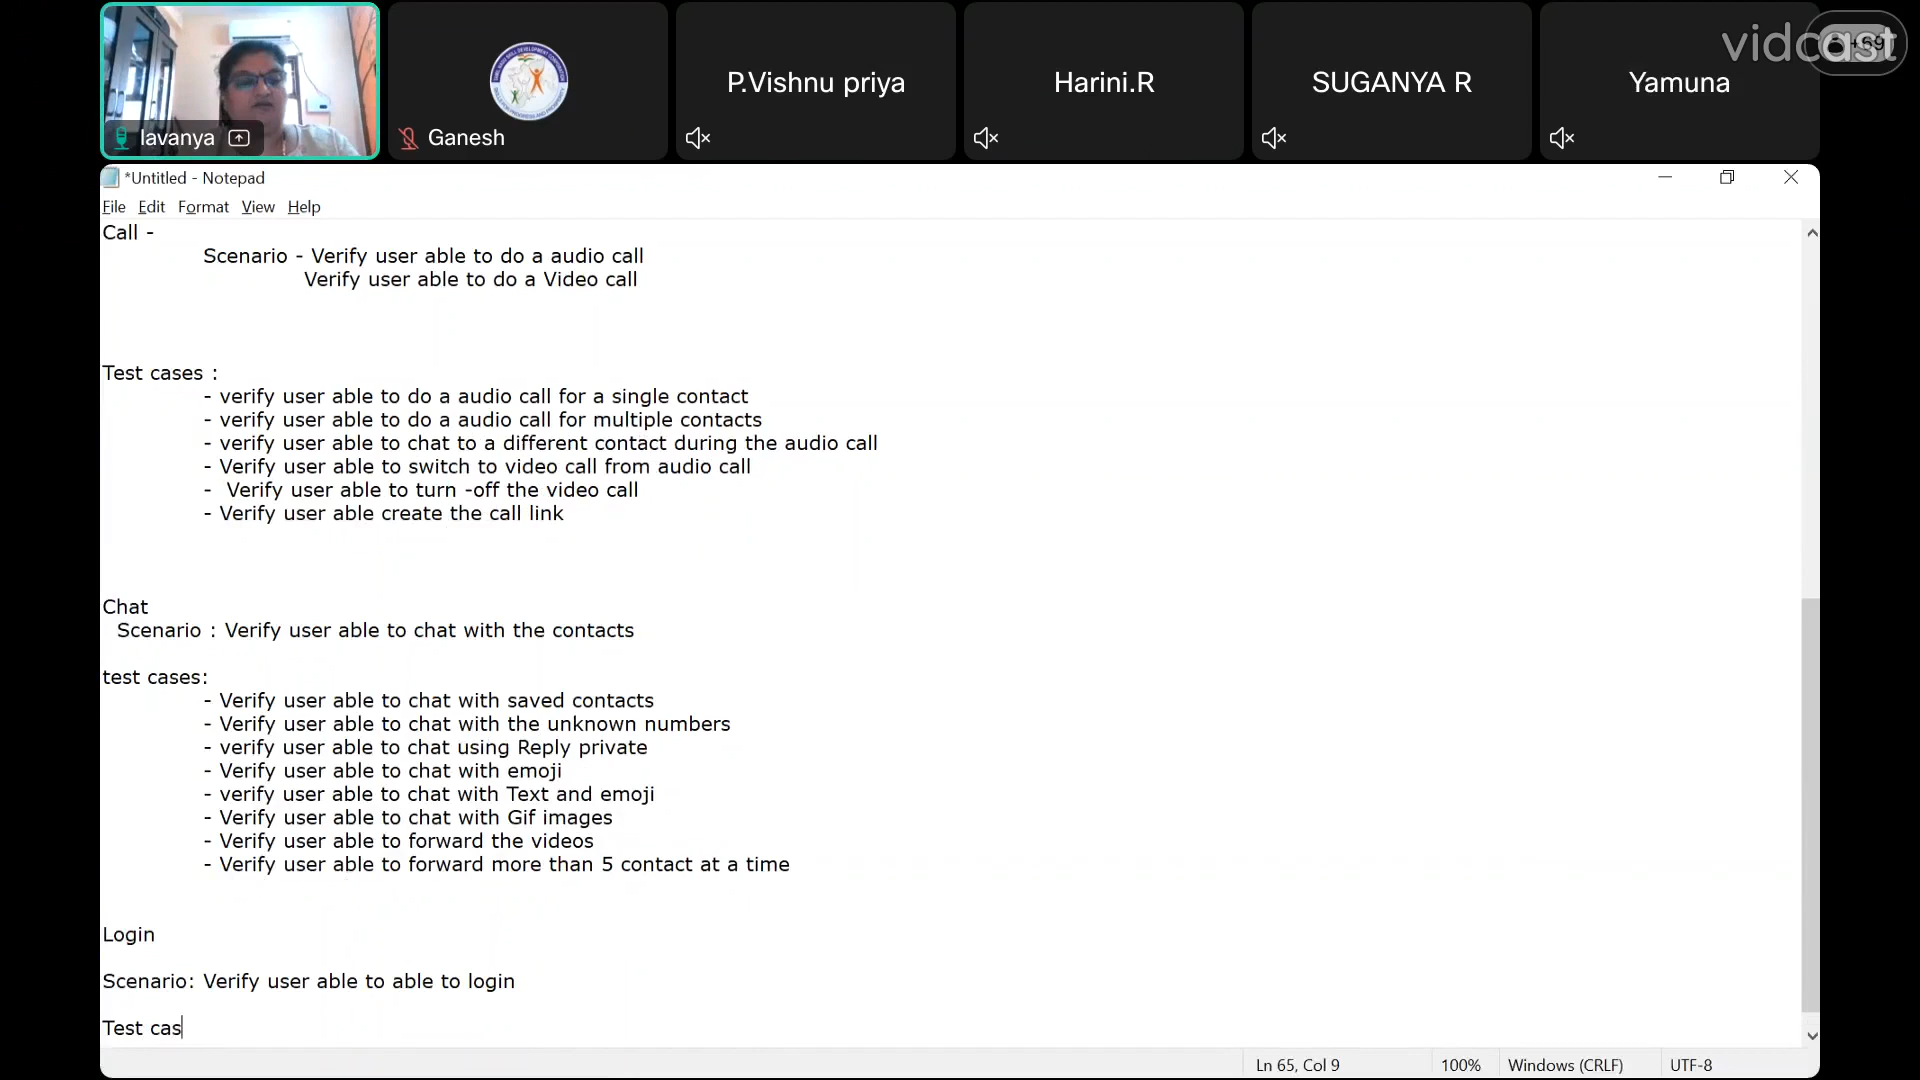 vidcast
+69
lavanya
Ganesh
P.Vishnu priya
Harini.R
SUGANYA R
Yamuna
*Untitled - Notepad
File Edit Format View Help
Call -
Scenario - Verify user able to do a audio call
Verify user able to do a Video call
Test cases :
- verify user able to do a audio call for a single contact
- verify user able to do a audio call for multiple contacts
- verify user able to chat to a different contact during the audio call
- Verify user able to switch to video call from audio call
- Verify user able to turn -off the video call
- Verify user able create the call link
Chat
Scenario : Verify user able to chat with the contacts
test cases:
- Verify user able to chat with saved contacts
- Verify user able to chat with the unknown numbers
- verify user able to chat using Reply private
- Verify user able to chat with emoji
- verify user able to chat with Text and emoji
- Verify user able to chat with Gif images
- Verify user able to forward the videos
- Verify user able to forward more than 5 contact at a time
Login
Scenario: Verify user able to able to login
Test cas
Ln 65, Col 9 100% Windows (CRLF) UTF-8